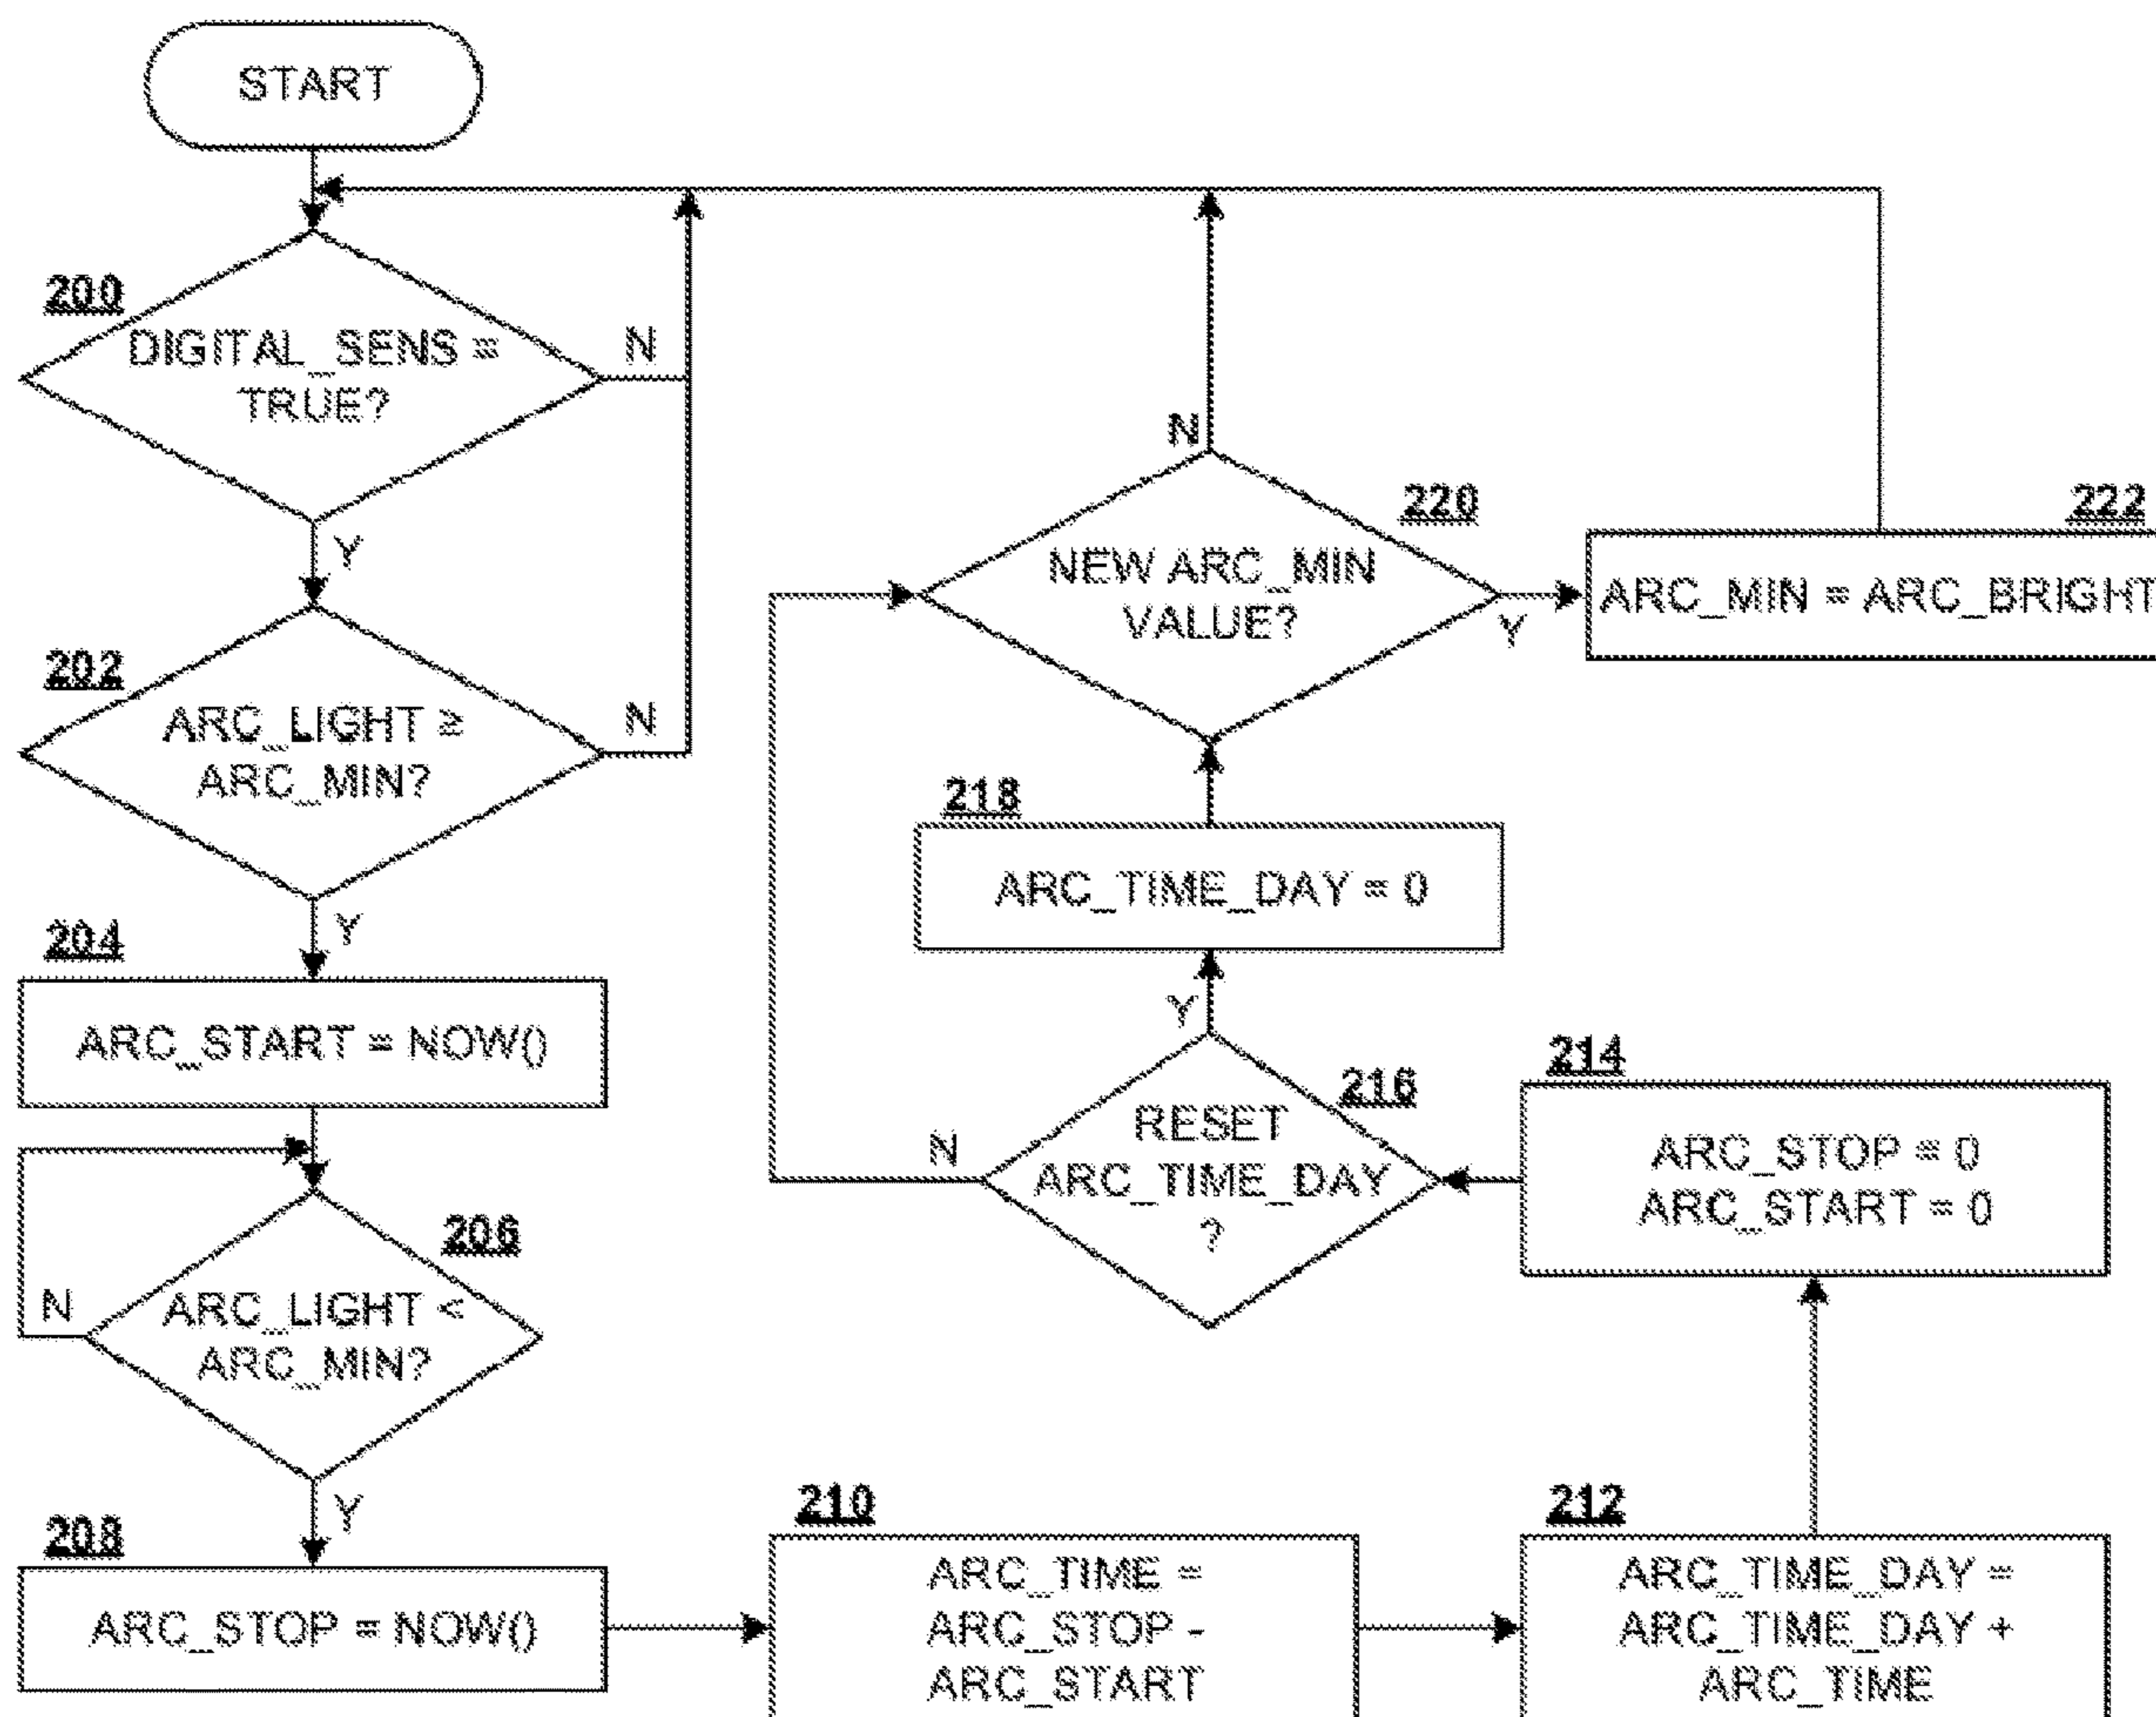 START
200
DIGITAL_SENS =
TRUE?
N
Y
202
ARC_LIGHT ≥
ARC_MIN?
N
Y
204
ARC_START = NOW()
206
ARC_LIGHT <
ARC_MIN?
N
Y
208
ARC_STOP = NOW()
210
ARC_TIME =
ARC_STOP -
ARC_START
212
ARC_TIME_DAY =
ARC_TIME_DAY +
ARC_TIME
214
ARC_STOP = 0
ARC_START = 0
216
RESET
ARC_TIME_DAY
?
N
Y
218
ARC_TIME_DAY = 0
220
NEW ARC_MIN
VALUE?
N
Y
222
ARC_MIN = ARC_BRIGHT